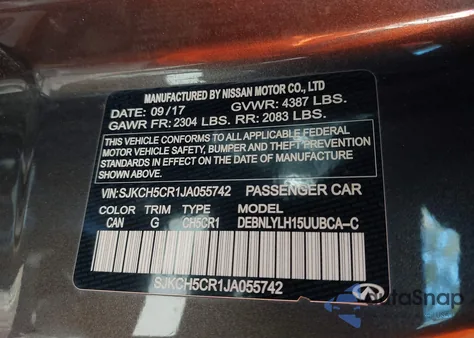 MANUFACTURED BY NISSAN MOTOR CO., LTD
DATE: 09/17 GVWR: 4387 LBS.
GAWR FR: 2304 LBS. RR: 2083 LBS.
THIS VEHICLE CONFORMS TO ALL APPLICABLE FEDERAL
MOTOR VEHICLE SAFETY, BUMPER AND THEFT PREVENTION
STANDARDS IN EFFECT ON THE DATE OF MANUFACTURE
SHOWN ABOVE.
VIN:SJKCH5CR1JA055742 PASSENGER CAR
COLOR TRIM TYPE MODEL
CAN G CH5CR1 DEBNLYLH15UUBCA-C
SJKCH5CR1JA055742
AutoSnap